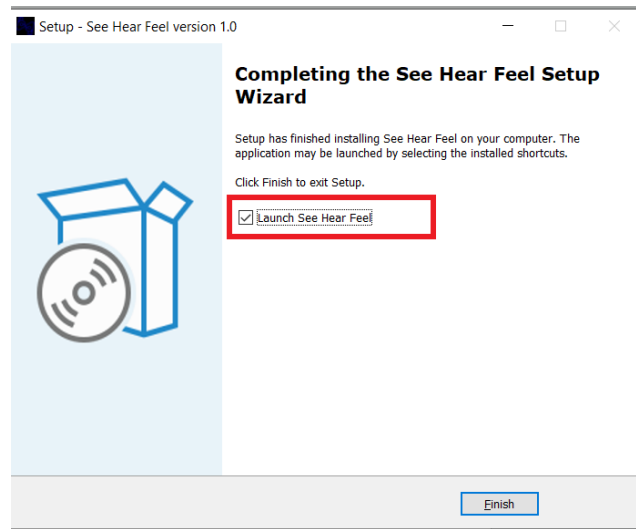 Setup - See Hear Feel version 1.0
Completing the See Hear Feel Setup
Wizard
Setup has finished installing See Hear Feel on your computer. The
application may be launched by selecting the installed shortcuts.
Click Finish to exit Setup.
Launch See Hear Feel
Finish